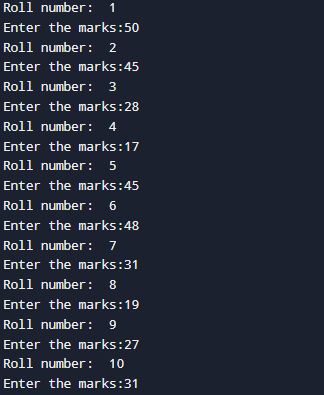 Roll number:  1
Enter the marks:50
Roll number:  2
Enter the marks:45
Roll number:  3
Enter the marks:28
Roll number:  4
Enter the marks:17
Roll number:  5
Enter the marks:45
Roll number:  6
Enter the marks:48
Roll number:  7
Enter the marks:31
Roll number:  8
Enter the marks:19
Roll number:  9
Enter the marks:27
Roll number:  10
Enter the marks:31